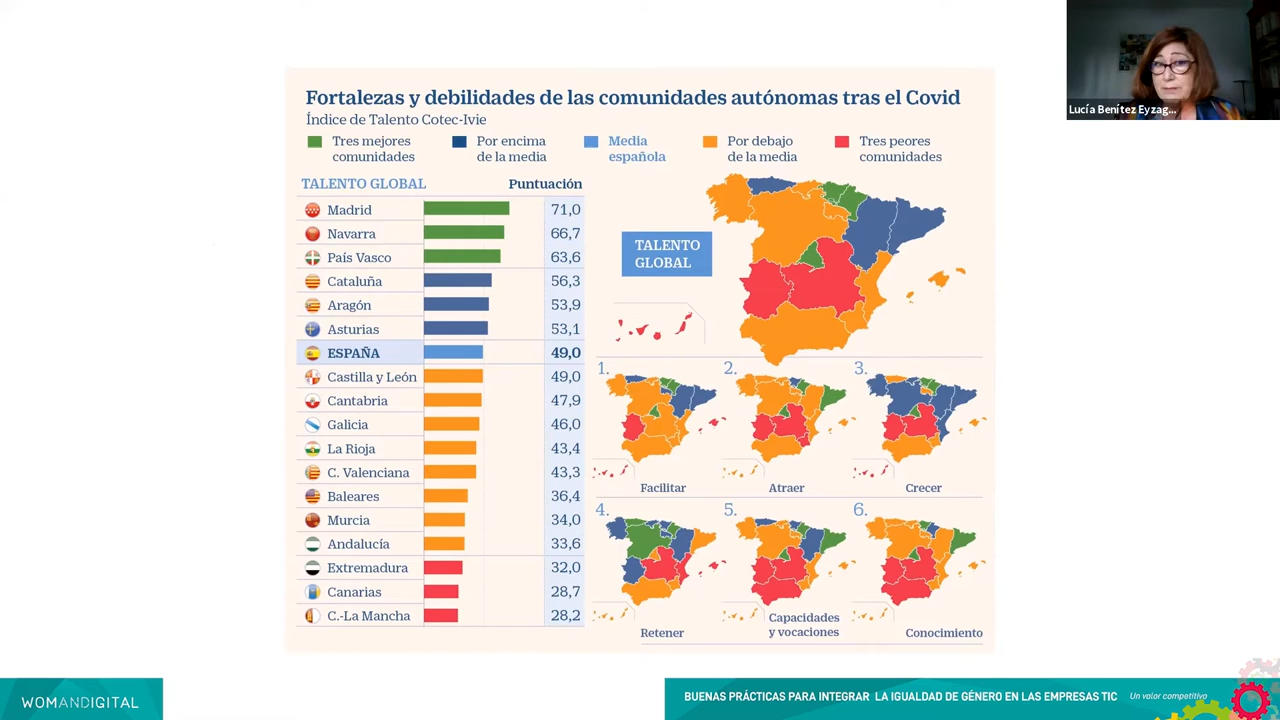 Lucía Benítez Eyzag...
Fortalezas y debilidades de las comunidades autónomas tras el Covid
Índice de Talento Cotec-Ivie
Tres mejores
comunidades
Por encima
de la media
Media
española
Por debajo
de la media
Tres peores
comunidades
TALENTO GLOBAL Puntuación
Madrid 71,0
Navarra 66,7
País Vasco 63,6
Cataluña 56,3
Aragón 53,9
Asturias 53,1
ESPAÑA 49,0
Castilla y León 49,0
Cantabria 47,9
Galicia 46,0
La Rioja 43,4
C. Valenciana 43,3
Baleares 36,4
Murcia 34,0
Andalucía 33,6
Extremadura 32,0
Canarias 28,7
C.-La Mancha 28,2
TALENTO
GLOBAL
1.
Facilitar
2.
Atraer
3.
Crecer
4.
Retener
5.
Capacidades
y vocaciones
6.
Conocimiento
WOMANDIGITAL
BUENAS PRÁCTICAS PARA INTEGRAR LA IGUALDAD DE GÉNERO EN LAS EMPRESAS TIC
Un valor competitivo